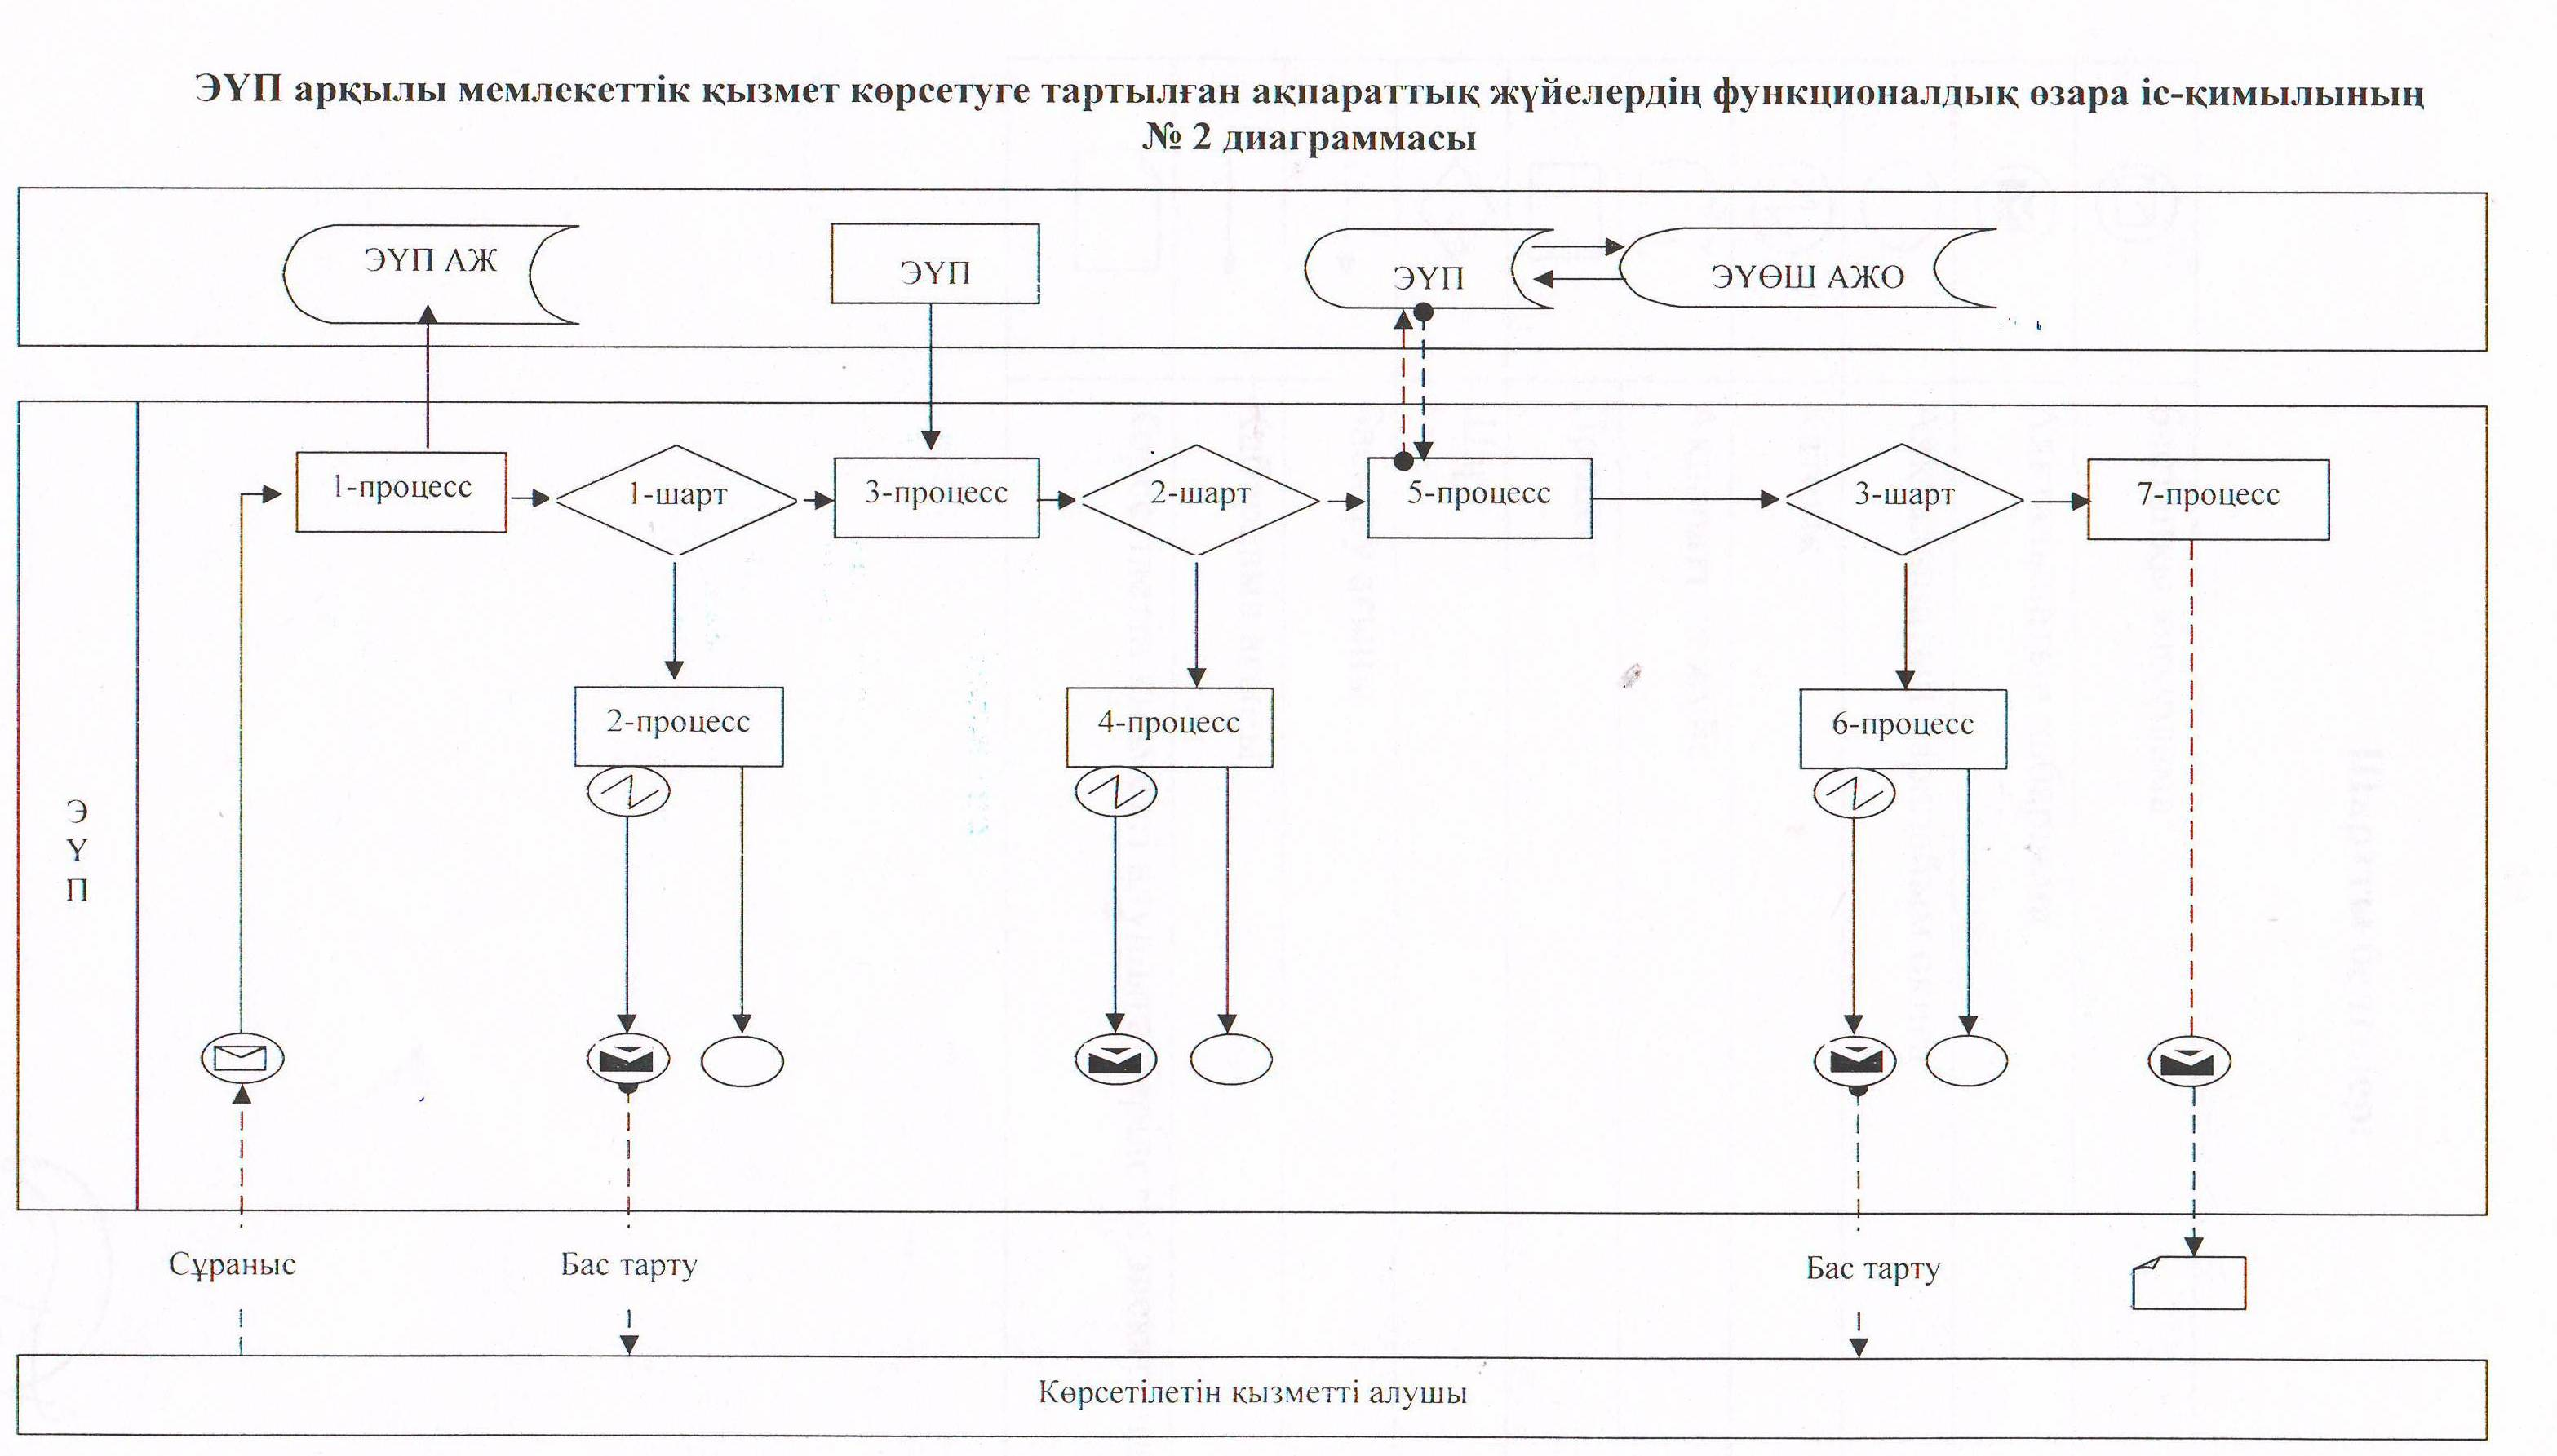 ЭҮП арқылы мемлекеттік қызмет көрсетуге тартылған ақпараттық жүйелердің функционалдық өзара іс-қимылының
№ 2 диаграммасы
ЭҮП АЖ
ЭҮП
ЭҮП
ЭҮӨШ АЖО
1-процесс
1-шарт
3-процесс
2-шарт
5-процесс
3-шарт
7-процесс
2-процесс
4-процесс
6-процесс
Э
Ү
П
Сұраныс
Бас тарту
Бас тарту
Көрсетілетін қызметті алушы